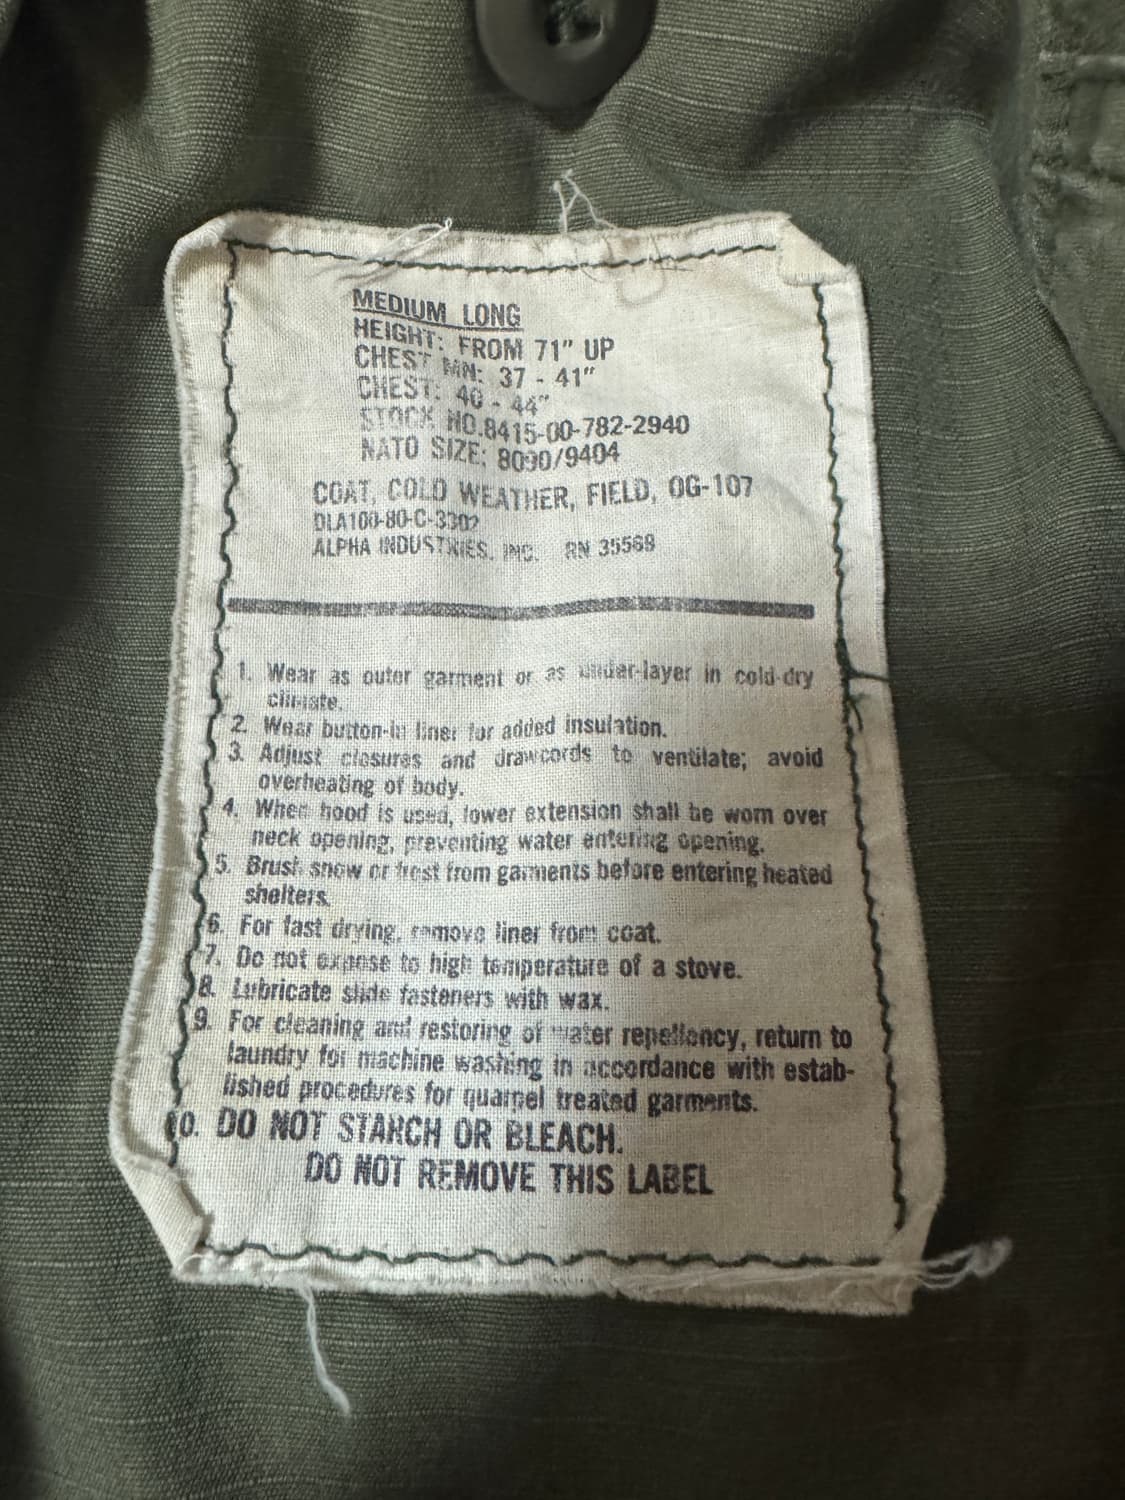 MEDIUM LONG
HEIGHT: FROM 71" UP
CHEST MN: 37 - 41"
CHEST: 40 - 44"
STOCK NO.8415-00-782-2940
NATO SIZE: 8090/9404
COAT, COLD WEATHER, FIELD, OG-107
DLA100-80-C-3302
ALPHA INDUSTRIES, INC. RN 35569
1. Wear as outer garment or as under-layer in cold-dry
climate.
2. Wear button-in liner for added insulation.
3. Adjust closures and drawcords to ventilate; avoid
overheating of body.
4. When hood is used, lower extension shall be worn over
neck opening, preventing water entering opening.
5. Brush snow or frost from garments before entering heated
shelters.
6. For fast drying, remove liner from coat.
7. Do not expose to high temperature of a stove.
8. Lubricate slide fasteners with wax.
9. For cleaning and restoring of water repellency, return to
laundry for machine washing in accordance with estab-
lished procedures for quarpel treated garments.
10. DO NOT STARCH OR BLEACH.
DO NOT REMOVE THIS LABEL